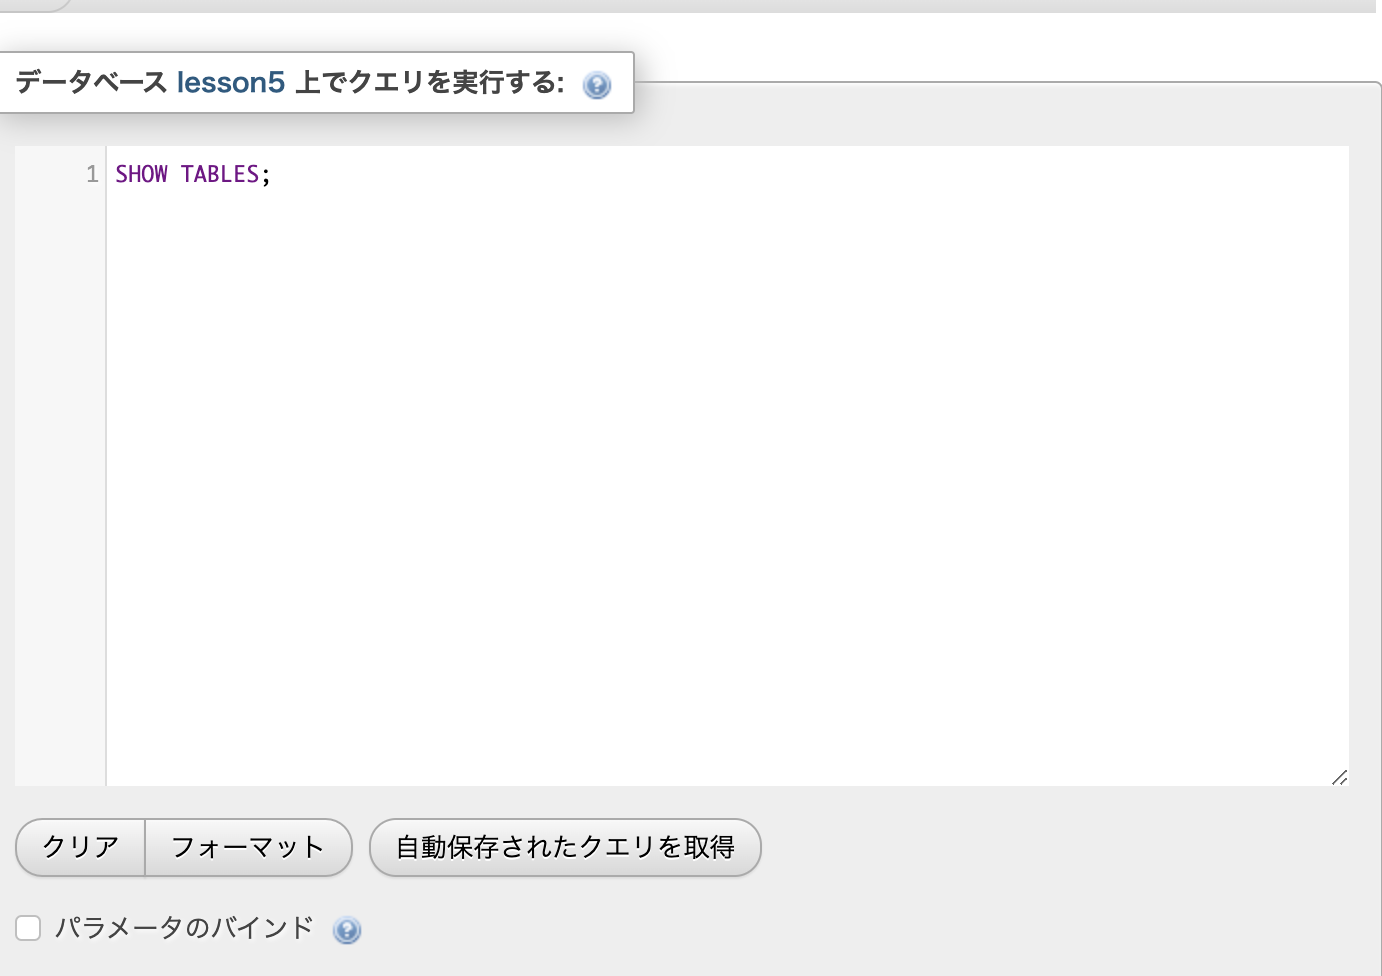 データベース lesson5 上でクエリを実行する:
1 SHOW TABLES;
クリア フォーマット 自動保存されたクエリを取得
パラメータのバインド